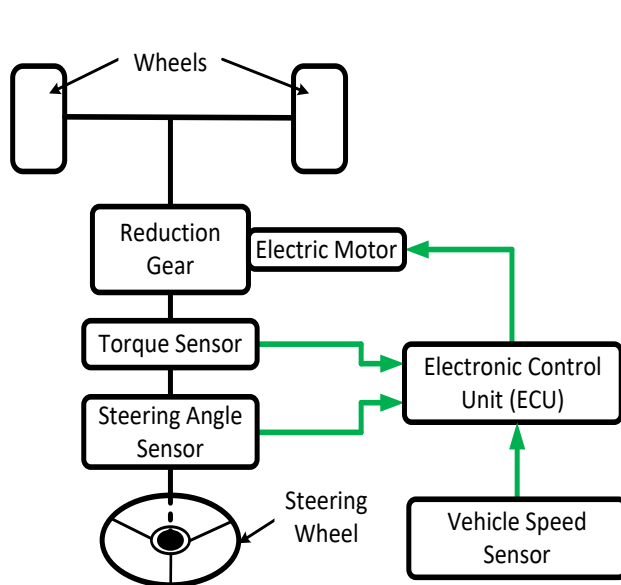 Wheels
Reduction
Gear
Electric Motor
Torque Sensor
Electronic Control
Unit (ECU)
Steering Angle
Sensor
Steering
Wheel
Vehicle Speed
Sensor